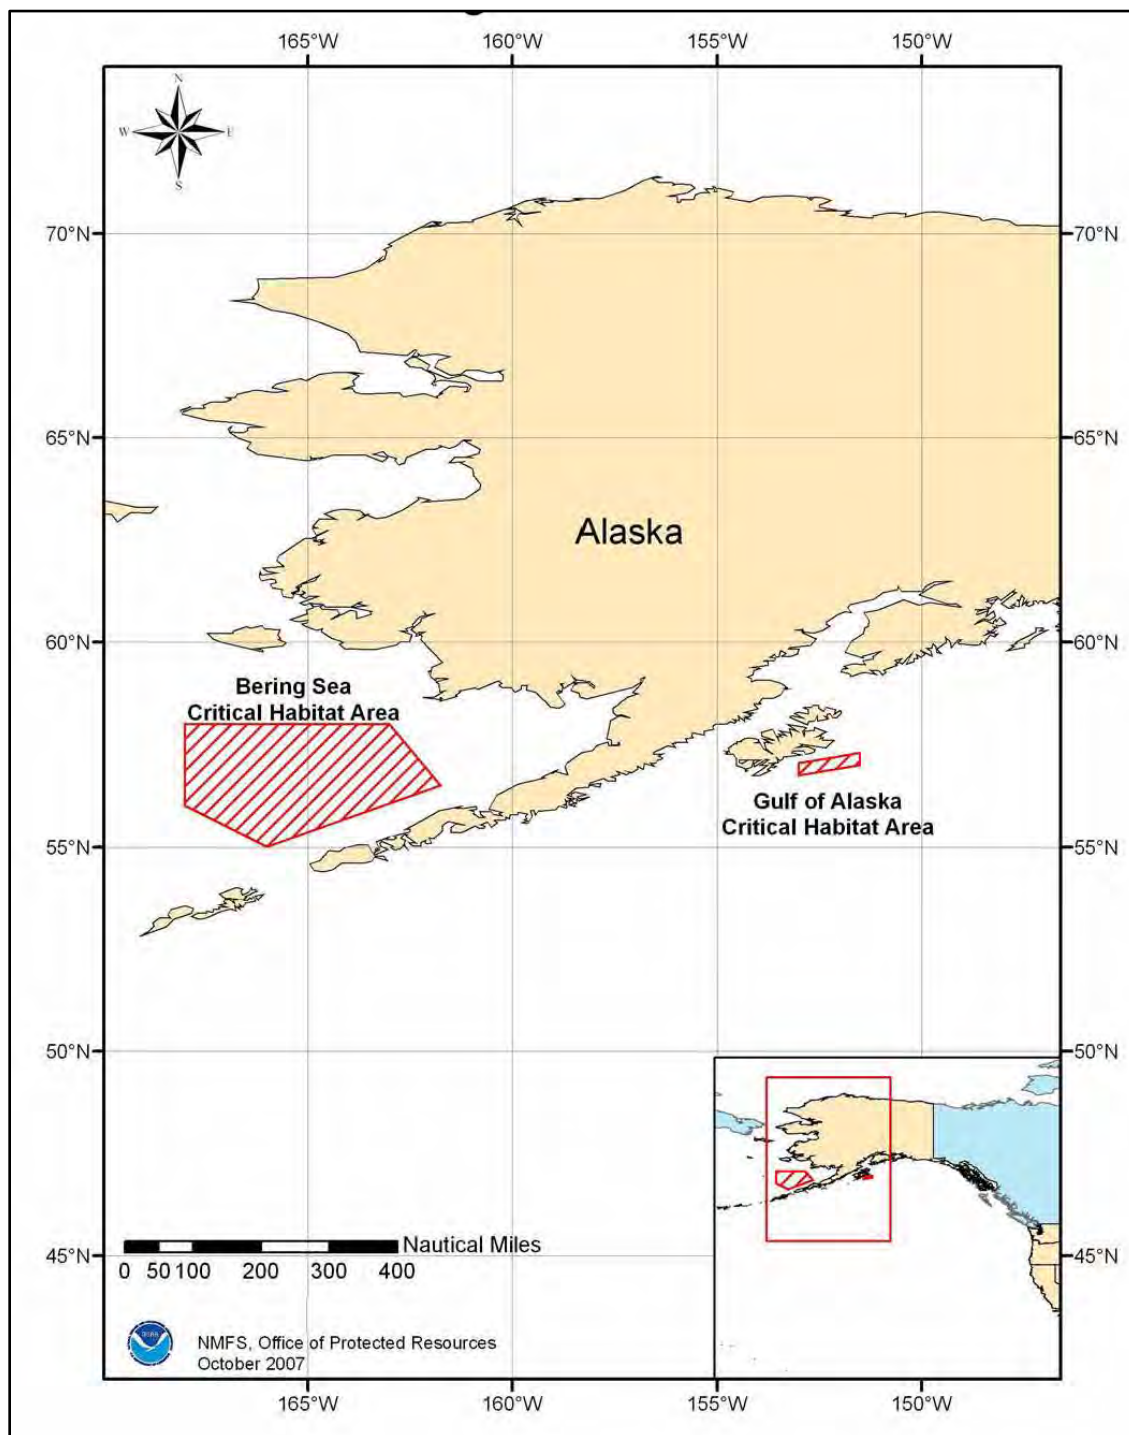 165°W 160°W 155°W 150°W
N
W E
S
70°N 70°N
65°N 65°N
Alaska
60°N 60°N
Bering Sea
Critical Habitat Area
Gulf of Alaska
Critical Habitat Area
55°N 55°N
50°N 50°N
45°N 45°N
Nautical Miles
0 50 100 200 300 400
NMFS, Office of Protected Resources
October 2007
165°W 160°W 155°W 150°W